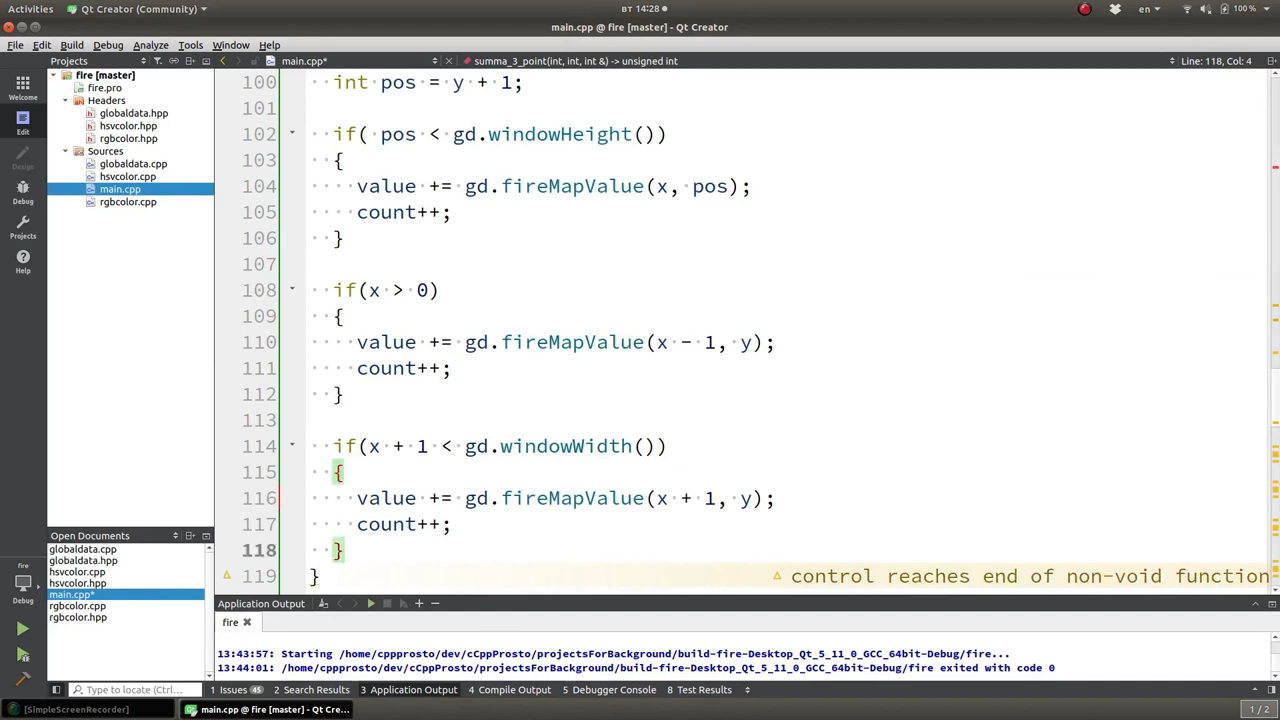 Activities
Qt Creator (Community)
BT 14:28
en
100 %
main.cpp @ fire [master] - Qt Creator
File Edit Build Debug Analyze Tools Window Help
Projects
main.cpp*
summa_3_point(int, int, int &) -> unsigned int
Line: 118, Col: 4
Welcome
Edit
Design
Debug
Projects
Help
fire [master]
fire.pro
Headers
globaldata.hpp
hsvcolor.hpp
rgbcolor.hpp
Sources
globaldata.cpp
hsvcolor.cpp
main.cpp
rgbcolor.cpp
100 int pos = y + 1;
101
102 if( pos < gd.windowHeight())
103 {
104 value += gd.fireMapValue(x, pos);
105 count++;
106 }
107
108 if(x > 0)
109 {
110 value += gd.fireMapValue(x - 1, y);
111 count++;
112 }
113
114 if(x + 1 < gd.windowWidth())
115 {
116 value += gd.fireMapValue(x + 1, y);
117 count++;
118 }
119 } control reaches end of non-void function
Open Documents
globaldata.cpp
globaldata.hpp
hsvcolor.cpp
hsvcolor.hpp
main.cpp*
rgbcolor.cpp
rgbcolor.hpp
fire
Debug
Application Output
fire
13:43:57: Starting /home/cppprosto/dev/cCppProsto/projectsForBackground/build-fire-Desktop_Qt_5_11_0_GCC_64bit-Debug/fire...
13:44:01: /home/cppprosto/dev/cCppProsto/projectsForBackground/build-fire-Desktop_Qt_5_11_0_GCC_64bit-Debug/fire exited with code 0
Type to locate (Ctrl...
1 Issues 45
2 Search Results
3 Application Output
4 Compile Output
5 Debugger Console
8 Test Results
[SimpleScreenRecorder]
main.cpp @ fire [master] - Qt Cre...
1 / 2